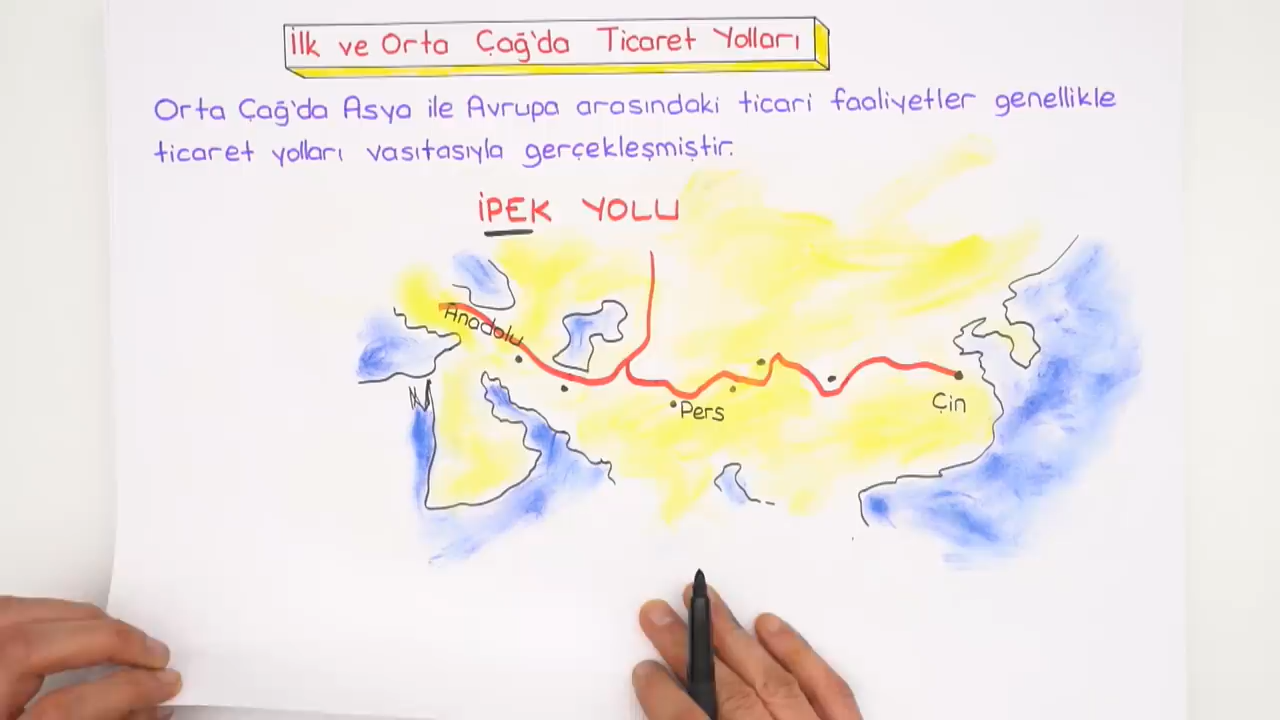 İlk ve Orta Çağ'da Ticaret Yolları
Orta Çağ'da Asya ile Avrupa arasındaki ticari faaliyetler genellikle
ticaret yolları vasıtasıyla gerçekleşmiştir.
İPEK YOLU
Anadolu
Pers
Çin